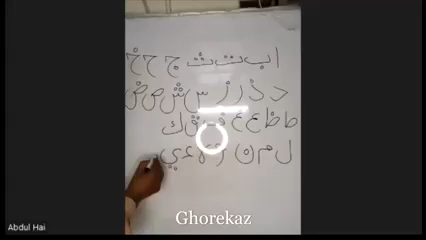 ا ب ت ث ج ح خ
د ذ ر ز س ش ص ض
ط ظ ع غ ف ق ك
ل م ن و ه ء ي
Ghorekaz
Abdul Hai